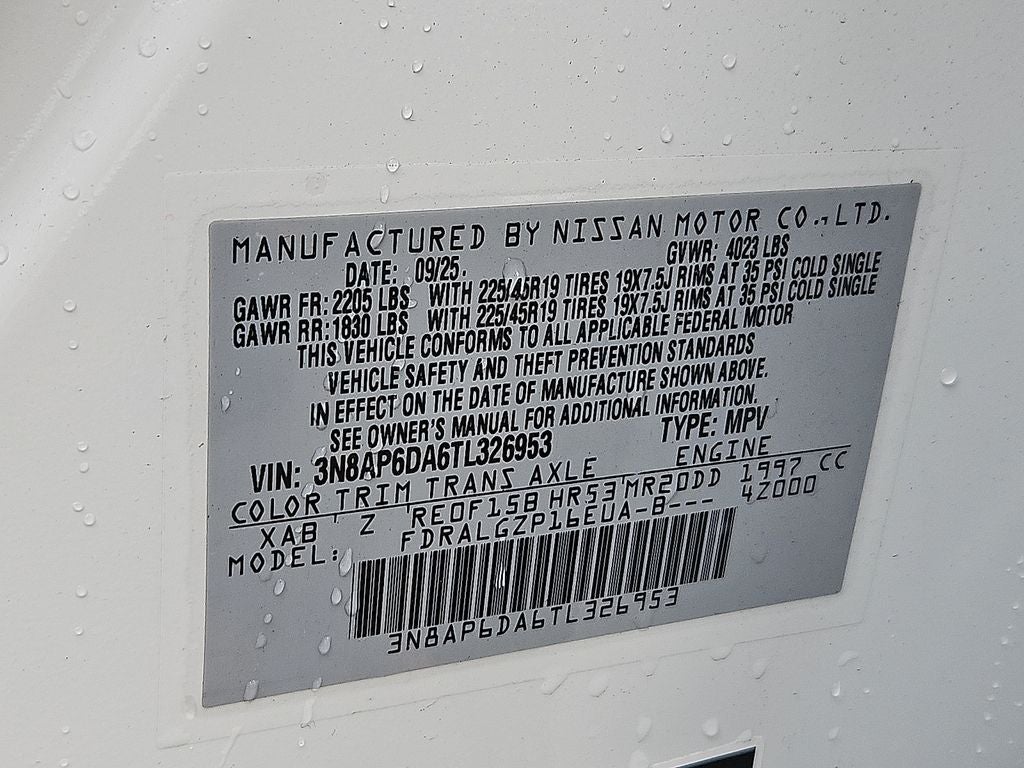 MANUFACTURED BY NISSAN MOTOR CO., LTD.
DATE: 09/25. GVWR: 4023 LBS
GAWR FR: 2205 LBS WITH 225/45R19 TIRES 19X7.5J RIMS AT 35 PSI COLD SINGLE
GAWR RR: 1830 LBS WITH 225/45R19 TIRES 19X7.5J RIMS AT 35 PSI COLD SINGLE
THIS VEHICLE CONFORMS TO ALL APPLICABLE FEDERAL MOTOR
VEHICLE SAFETY AND THEFT PREVENTION STANDARDS
IN EFFECT ON THE DATE OF MANUFACTURE SHOWN ABOVE.
SEE OWNER'S MANUAL FOR ADDITIONAL INFORMATION.
VIN: 3N8AP6DA6TL326953 TYPE: MPV
COLOR TRIM TRANS AXLE ENGINE
XAB Z RE0F15B HR53 MR20DD 1997 CC
MODEL: FDRALGZP16EUA-B--- 4Z000
3N8AP6DA6TL326953